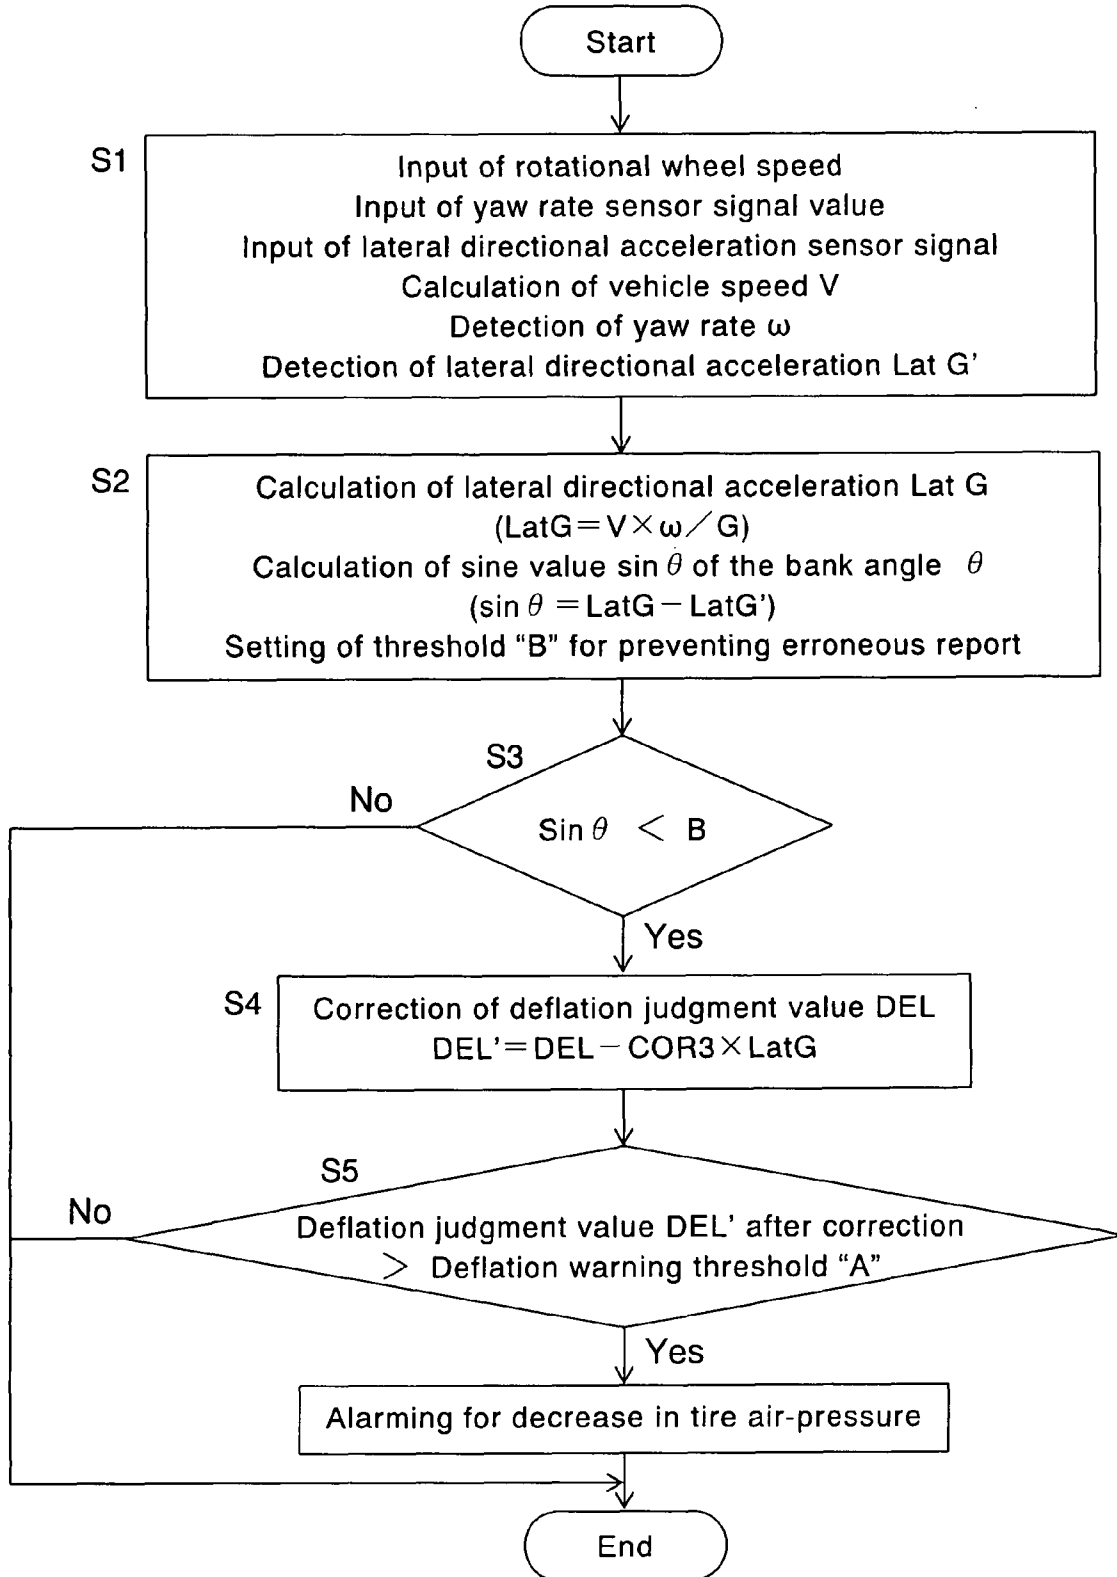 Start
S1
Input of rotational wheel speed
Input of yaw rate sensor signal value
Input of lateral directional acceleration sensor signal
Calculation of vehicle speed V
Detection of yaw rate ω
Detection of lateral directional acceleration Lat G’
S2
Calculation of lateral directional acceleration Lat G
(LatG＝V×ω／G)
Calculation of sine value sin θ of the bank angle θ
(sin θ＝LatG－LatG’)
Setting of threshold “B” for preventing erroneous report
S3
No
Sin θ ＜ B
Yes
S4
Correction of deflation judgment value DEL
DEL’＝DEL－COR3×LatG
S5
No
Deflation judgment value DEL’ after correction
＞ Deflation warning threshold “A”
Yes
Alarming for decrease in tire air-pressure
End